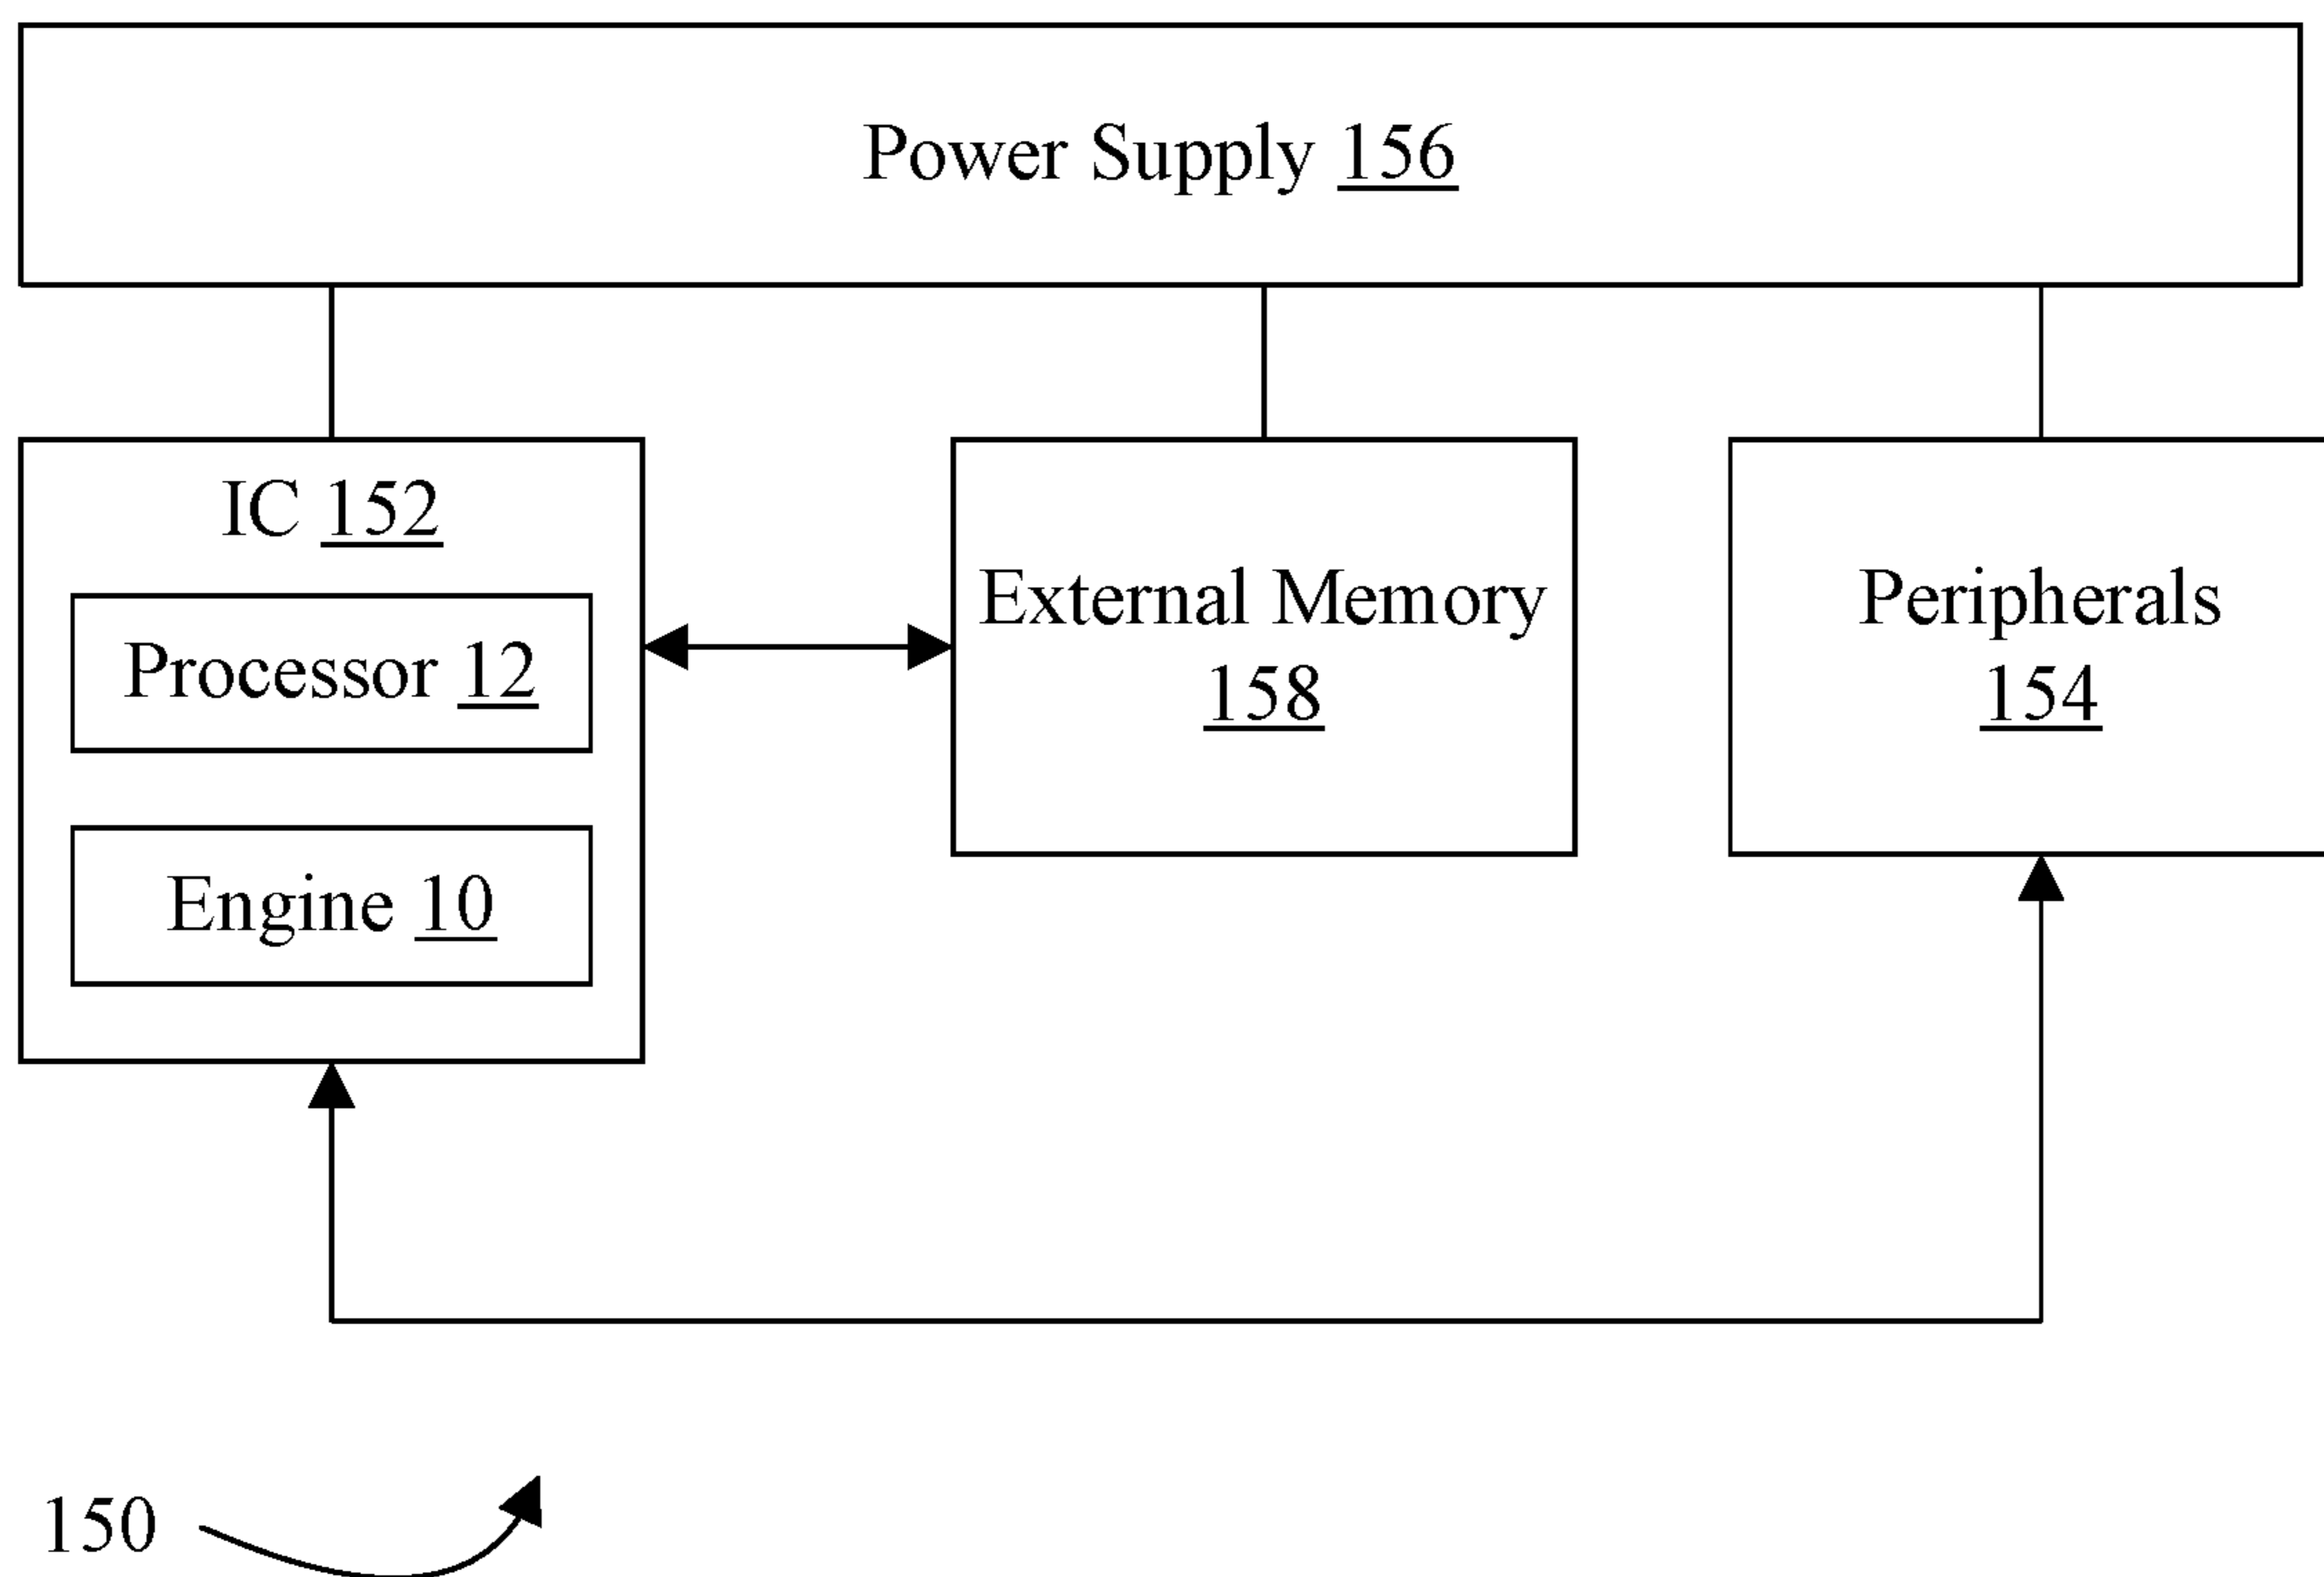 Power Supply 156
IC 152
Processor 12
Engine 10
External Memory
158
Peripherals
154
150